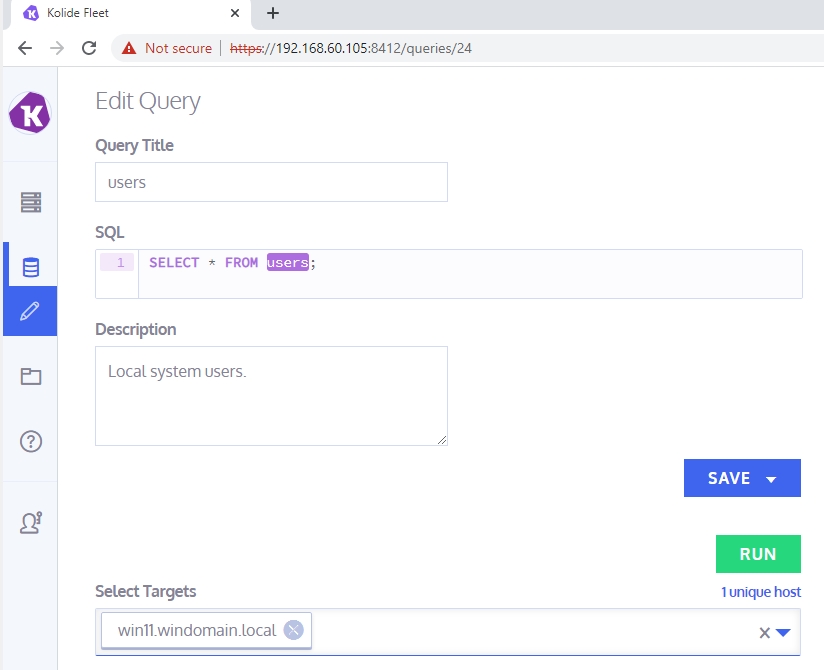 Kolide Fleet
Not secure | https://192.168.60.105:8412/queries/24
K
Edit Query
Query Title
users
SQL
1 SELECT * FROM users;
Description
Local system users.
SAVE
RUN
Select Targets 1 unique host
win11.windomain.local